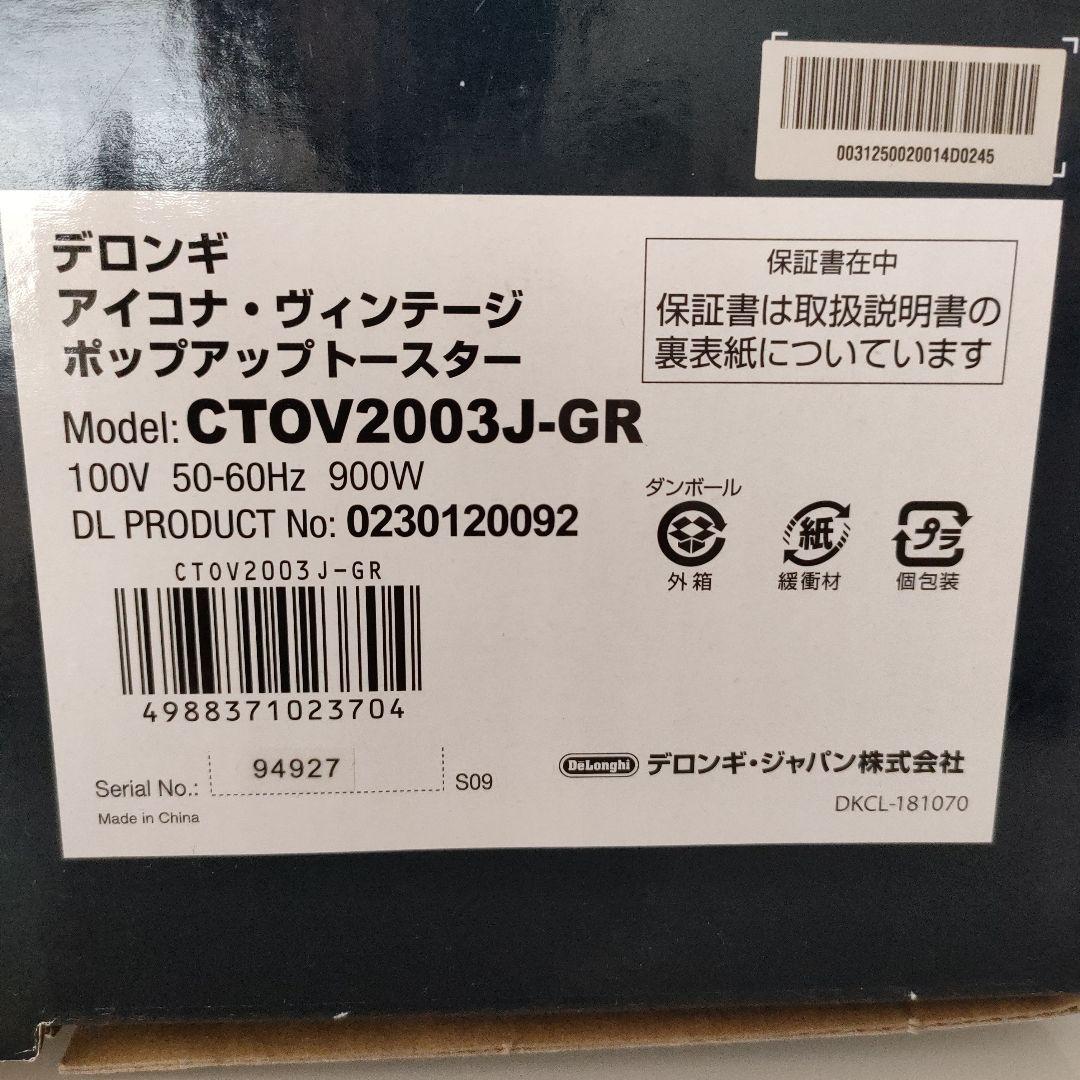 0031250020014D0245
デロンギ
アイコナ・ヴィンテージ
ポップアップトースター
Model: CTOV2003J-GR
100V 50-60Hz 900W
DL PRODUCT No: 0230120092
保証書在中
保証書は取扱説明書の
裏表紙についています
ダンボール
外箱
紙
緩衝材
プラ
個包装
CTOV2003J-GR
4988371023704
Serial No.: 94927 S09
Made in China
DeLonghi デロンギ・ジャパン株式会社
DKCL-181070